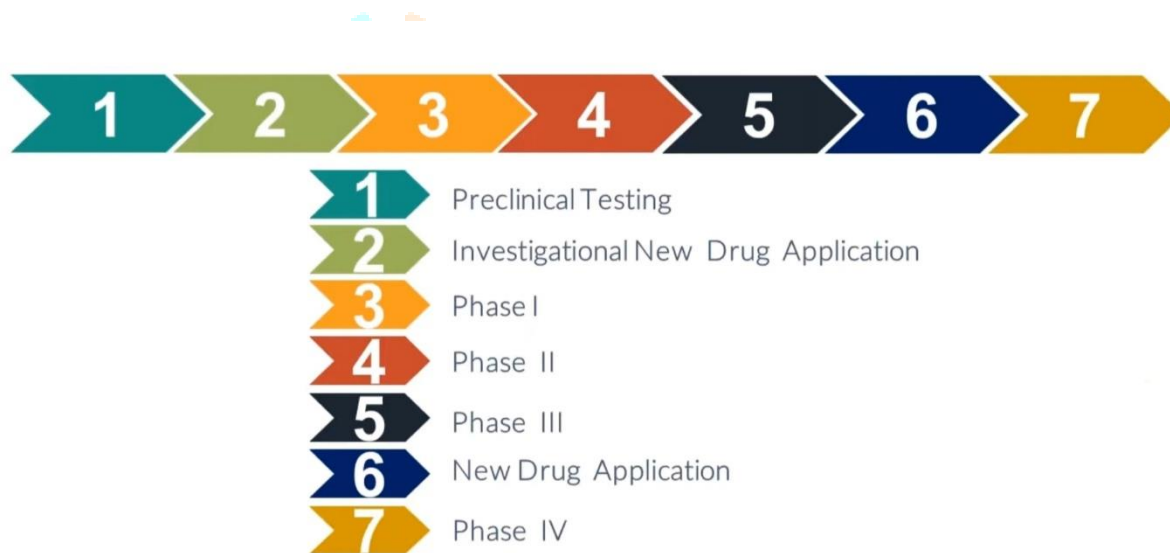 1 2 3 4 5 6 7
1 Preclinical Testing
2 Investigational New Drug Application
3 Phase I
4 Phase II
5 Phase III
6 New Drug Application
7 Phase IV